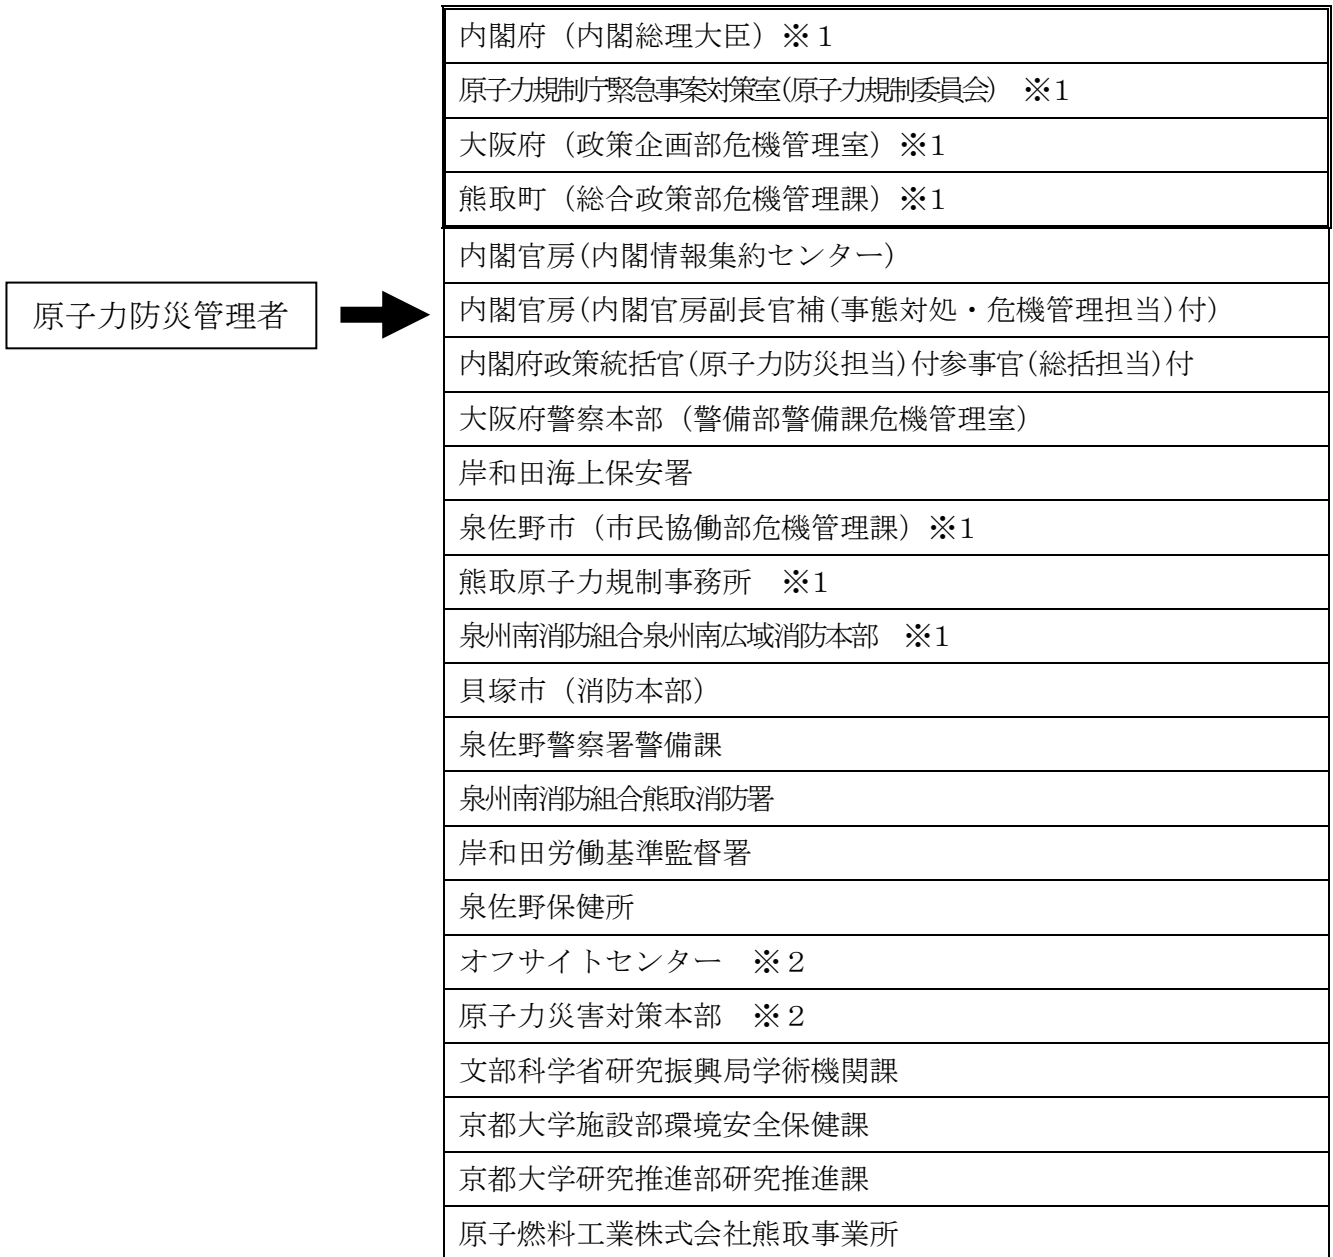 内閣府（内閣総理大臣）※１
原子力規制庁緊急事案対策室(原子力規制委員会)　※1
大阪府（政策企画部危機管理室）※1
熊取町（総合政策部危機管理課）※1
内閣官房(内閣情報集約センター)
原子力防災管理者
内閣官房(内閣官房副長官補(事態対処・危機管理担当)付)
内閣府政策統括官(原子力防災担当)付参事官(総括担当)付
大阪府警察本部（警備部警備課危機管理室）
岸和田海上保安署
泉佐野市（市民協働部危機管理課）※1
熊取原子力規制事務所　※1
泉州南消防組合泉州南広域消防本部　※1
貝塚市（消防本部）
泉佐野警察署警備課
泉州南消防組合熊取消防署
岸和田労働基準監督署
泉佐野保健所
オフサイトセンター　※２
原子力災害対策本部　※２
文部科学省研究振興局学術機関課
京都大学施設部環境安全保健課
京都大学研究推進部研究推進課
原子燃料工業株式会社熊取事業所